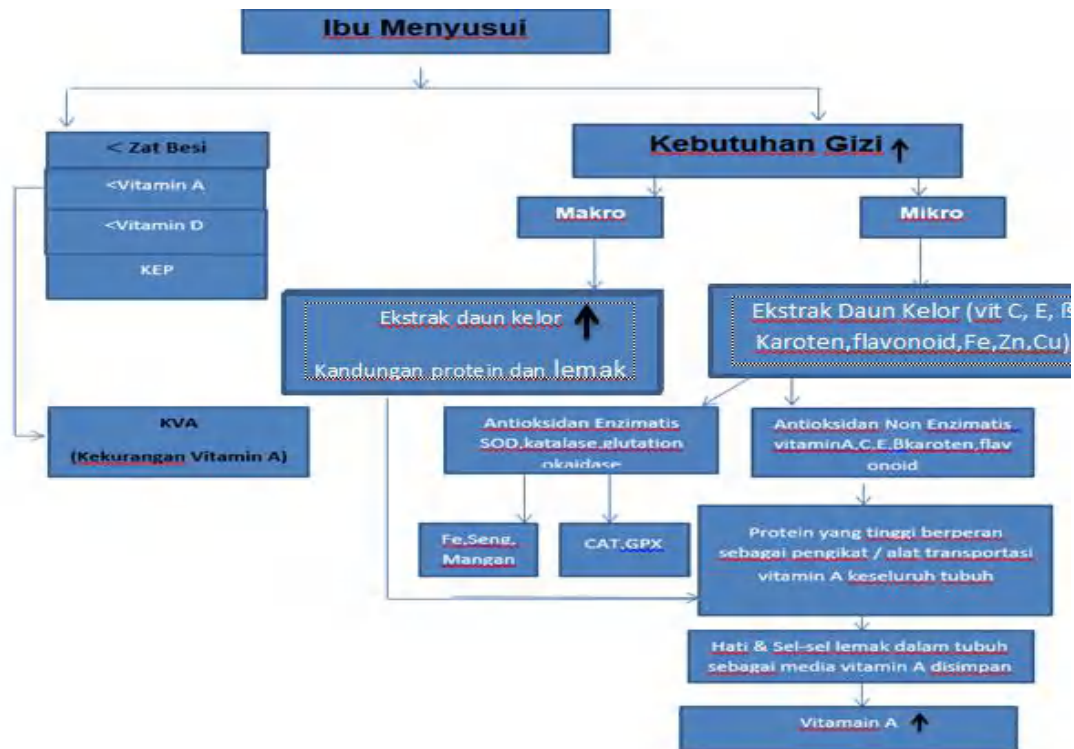 Ibu Menyusui
< Zat Besi
<Vitamin A
<Vitamin D
KEP
KVA
(Kekurangan Vitamin A)
Kebutuhan Gizi
Makro
Mikro
Ekstrak daun kelor
Kandungan protein dan lemak
Ekstrak Daun Kelor (vit C, E, ß
Karoten,flavonoid,Fe,Zn,Cu)
Antioksidan Enzimatis
SOD,katalase,glutation
okaidase
Antioksidan Non Enzimatis
vitaminA,C,E,βkaroten,flav
onoid
Fe,Seng,
Mangan
CAT,GPX
Protein yang tinggi berperan
sebagai pengikat / alat transportasi
vitamin A keseluruh tubuh
Hati & Sel-sel lemak dalam tubuh
sebagai media vitamin A disimpan
Vitamain A